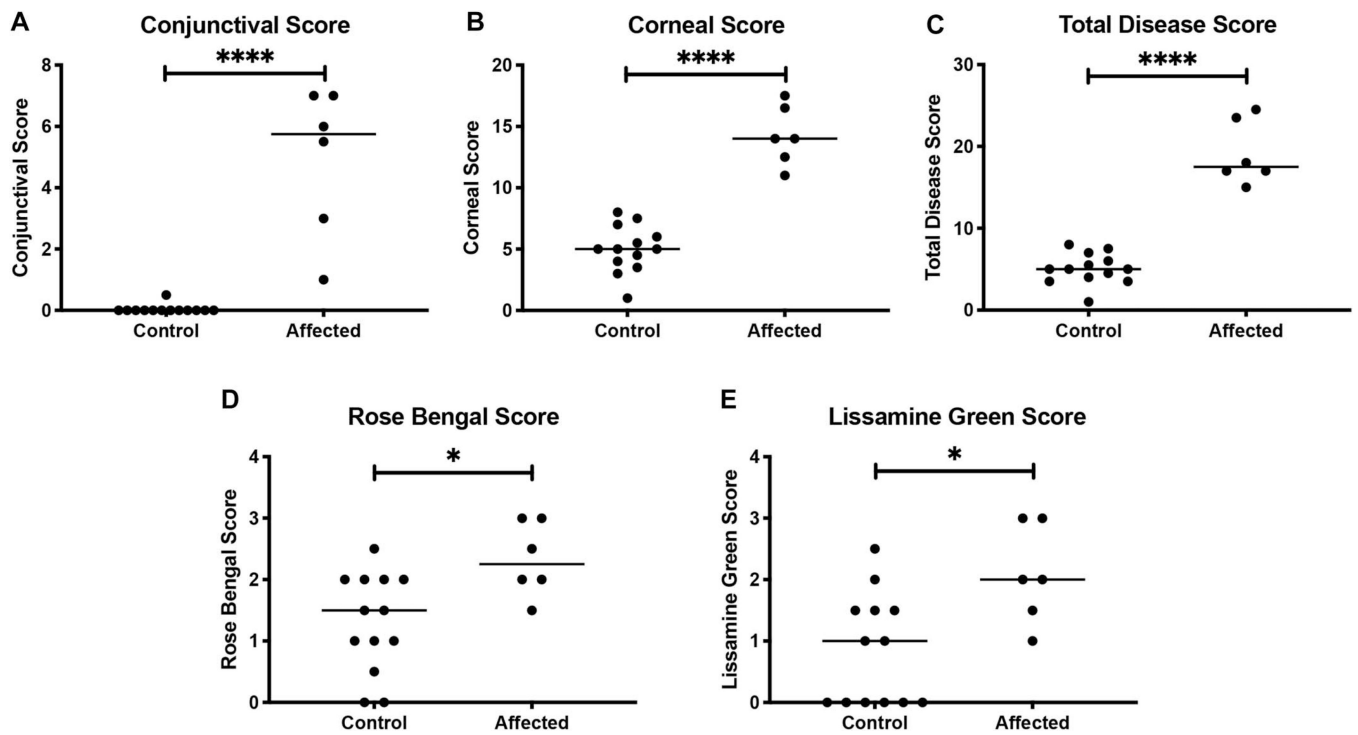 A
Conjunctival Score
****
Conjunctival Score
8
6
4
2
0
Control
Affected
B
Corneal Score
****
Corneal Score
20
15
10
5
0
Control
Affected
C
Total Disease Score
****
Total Disease Score
30
20
10
0
Control
Affected
D
Rose Bengal Score
*
Rose Bengal Score
4
3
2
1
0
Control
Affected
E
Lissamine Green Score
*
Lissamine Green Score
4
3
2
1
0
Control
Affected